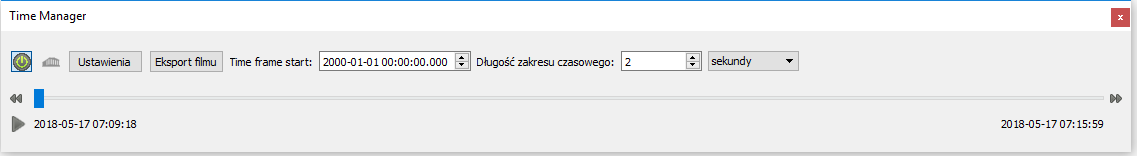 Time Manager
Ustawienia Eksport filmu Time frame start: 2000-01-01 00:00:00.000 Długość zakresu czasowego: 2 sekundy
2018-05-17 07:09:18 2018-05-17 07:15:59